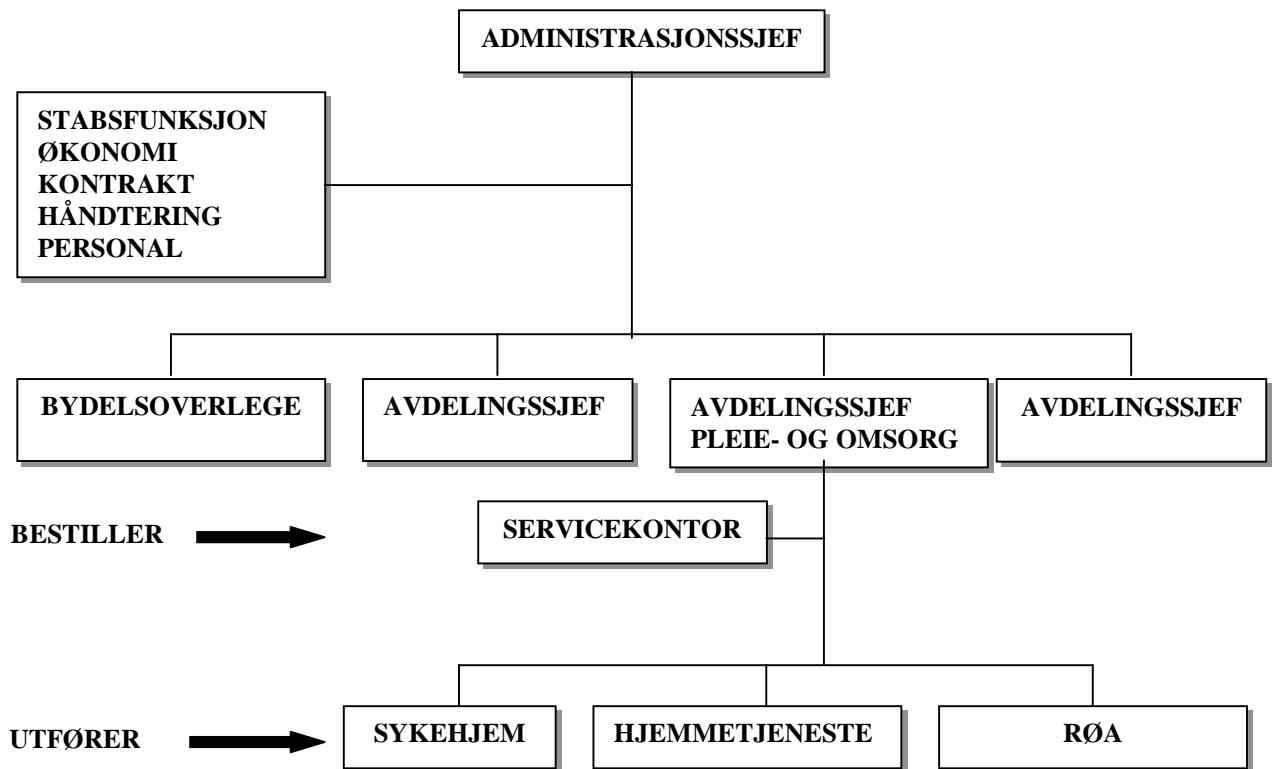 ADMINISTRASJONSSJEF
STABSFUNKSJON
ØKONOMI
KONTRAKT
HÅNDTERING
PERSONAL
BYDELSOVERLEGE
AVDELINGSSJEF
AVDELINGSSJEF
PLEIE- OG OMSORG
AVDELINGSSJEF
BESTILLER
SERVICEKONTOR
UTFØRER
SYKEHJEM
HJEMMETJENESTE
RØA